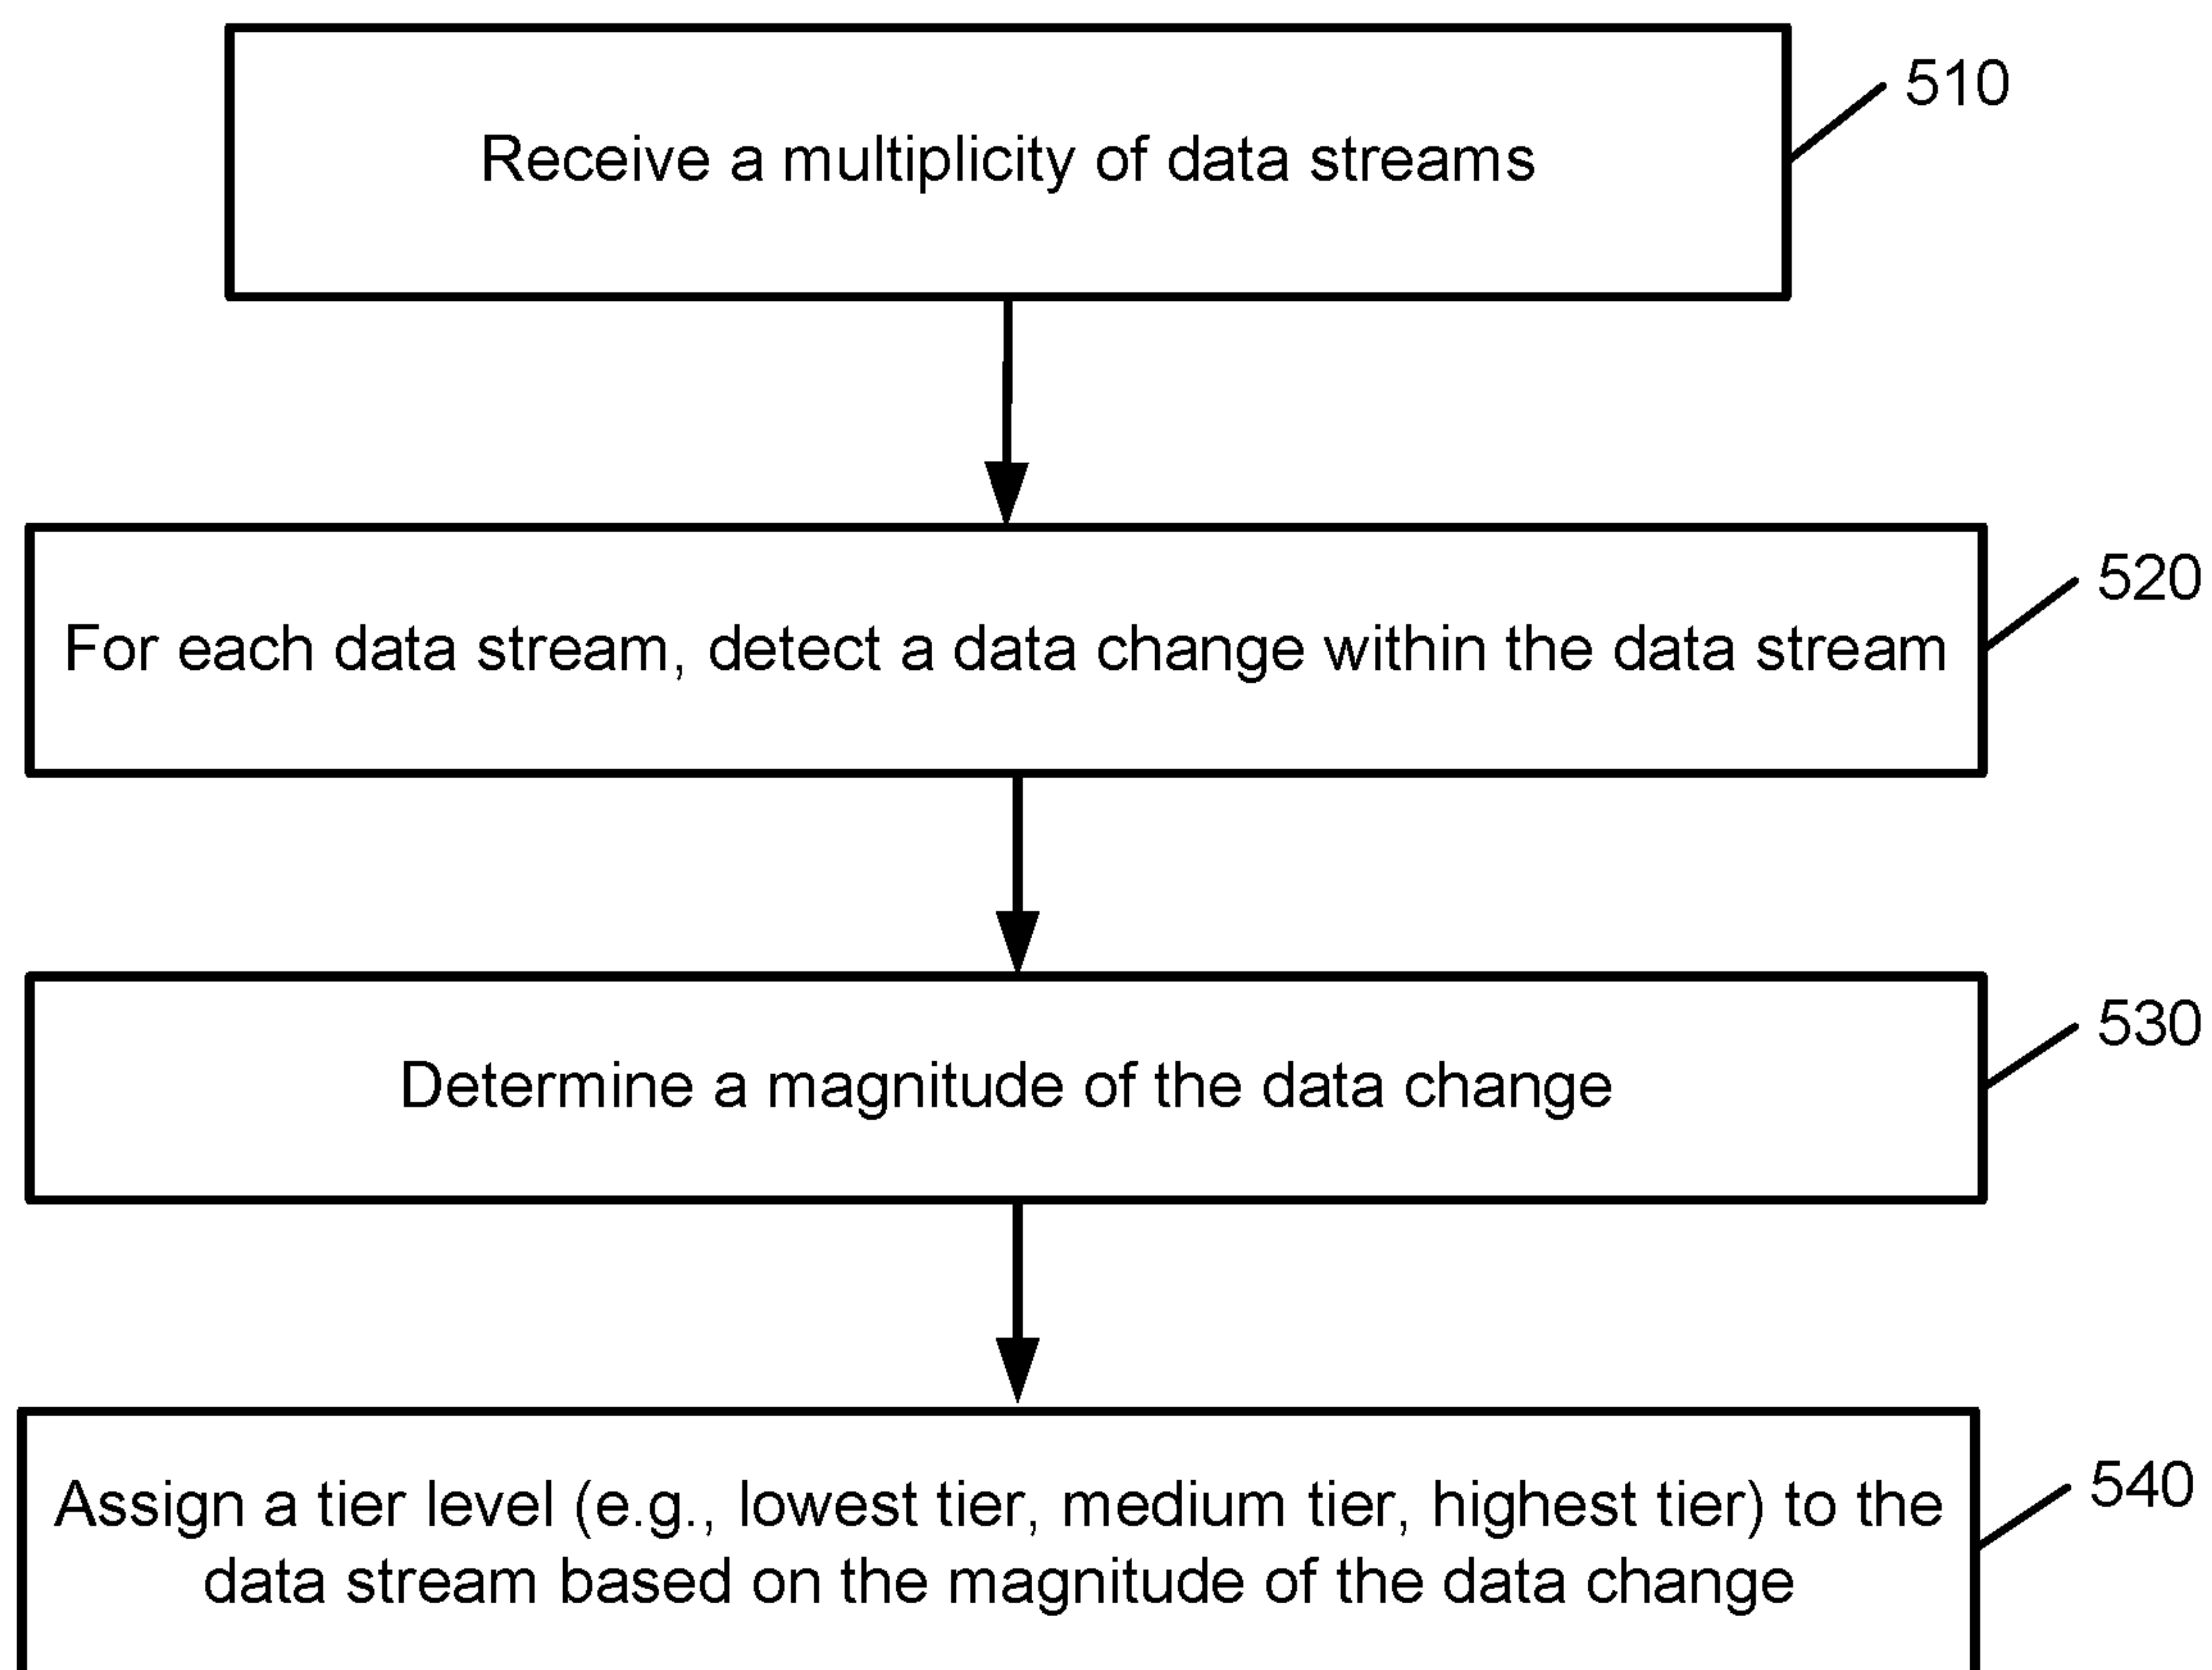 Receive a multiplicity of data streams
510
For each data stream, detect a data change within the data stream
520
Determine a magnitude of the data change
530
Assign a tier level (e.g., lowest tier, medium tier, highest tier) to the
data stream based on the magnitude of the data change
540